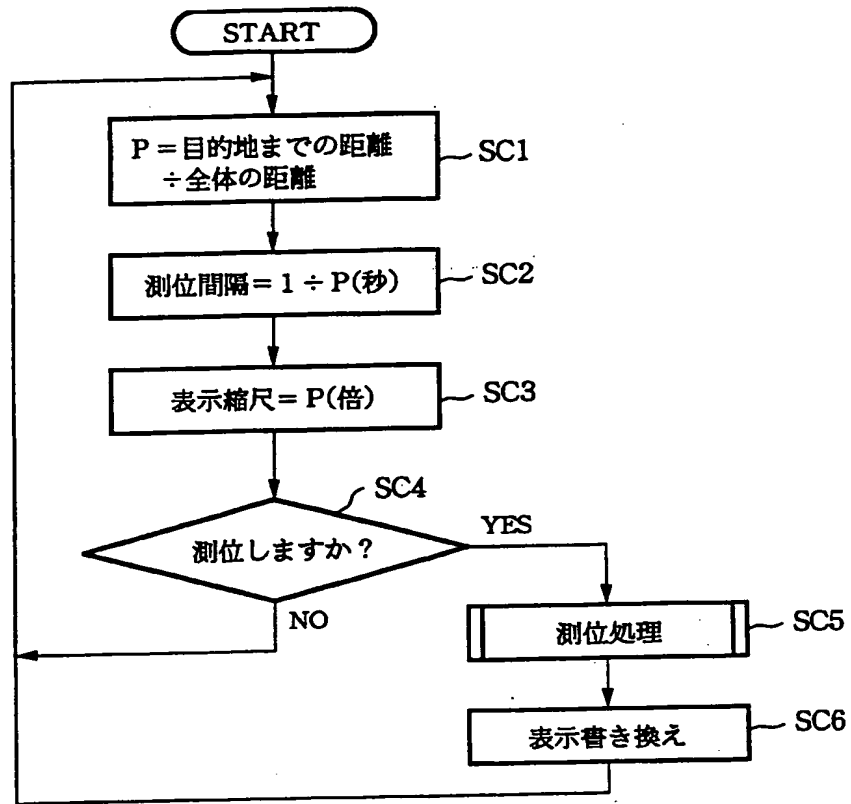 START
P=目的地までの距離
÷全体の距離
SC1
測位間隔=1÷P(秒)
SC2
表示縮尺=P(倍)
SC3
SC4
測位しますか?
YES
NO
測位処理
SC5
表示書き換え
SC6